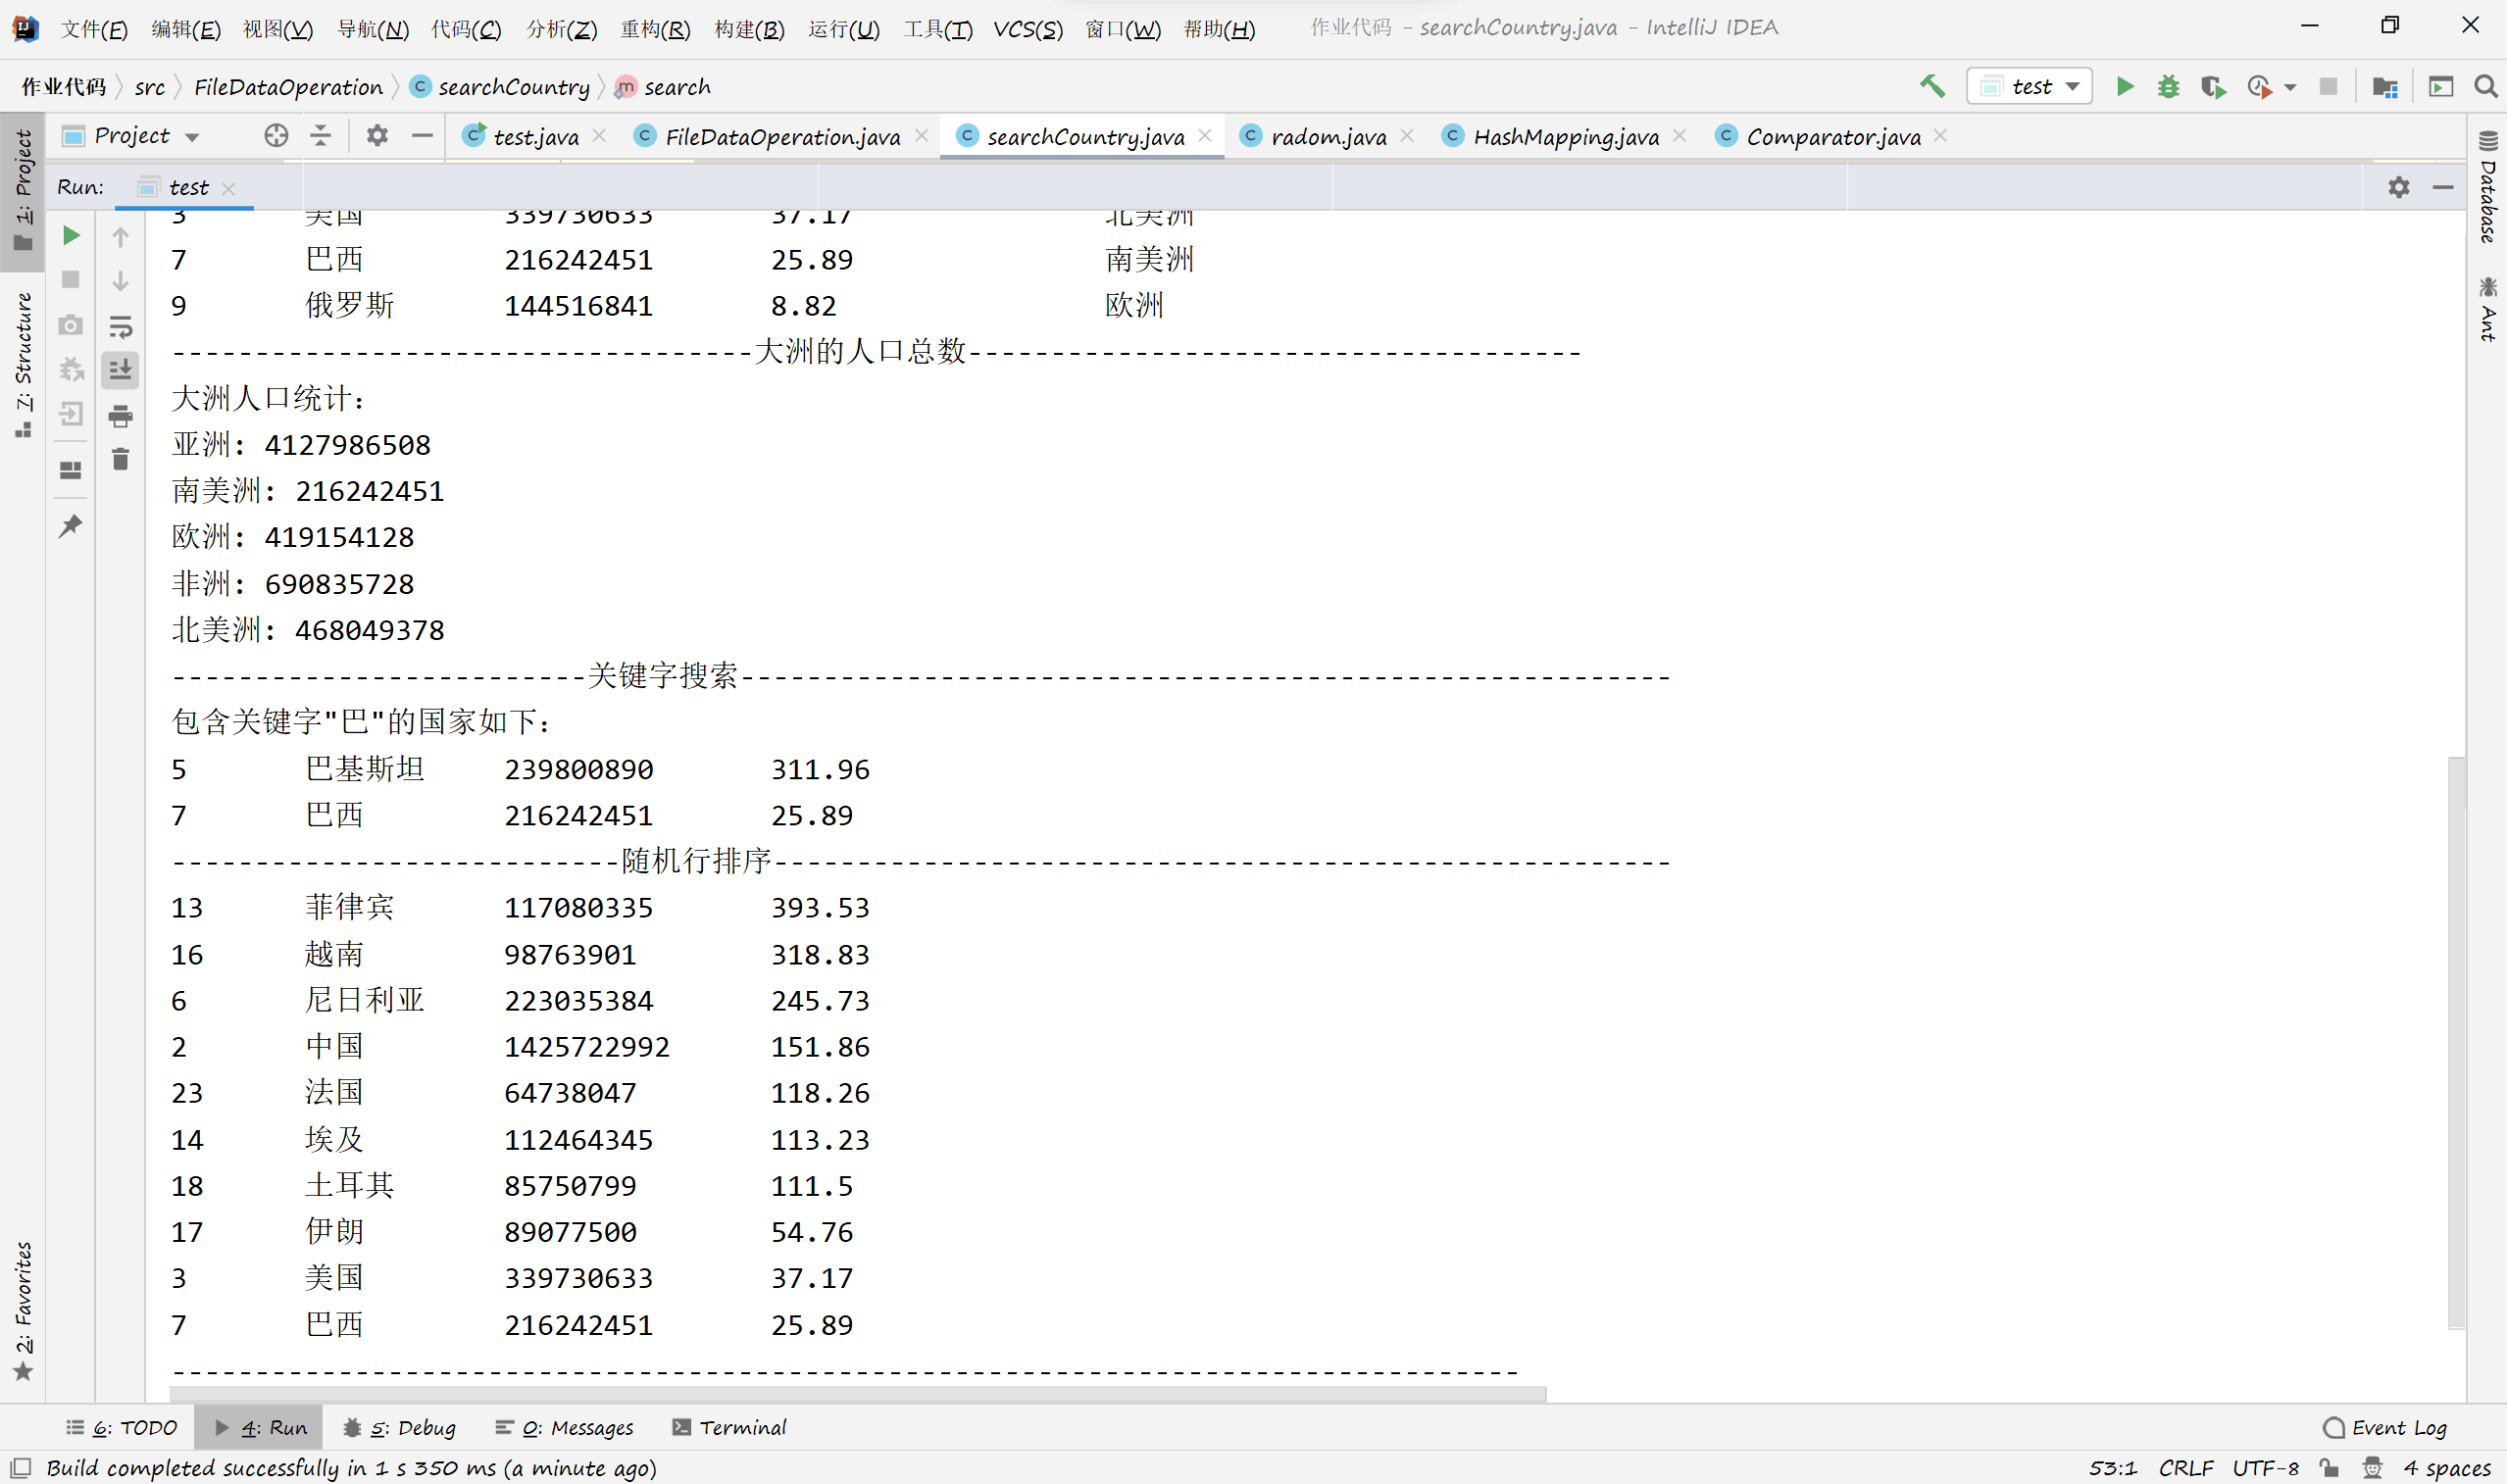 文件(F) 编辑(E) 视图(V) 导航(N) 代码(C) 分析(Z) 重构(R) 构建(B) 运行(U) 工具(T) VCS(S) 窗口(W) 帮助(H) 作业代码 - searchCountry.java - IntelliJ IDEA
作业代码 src FileDataOperation searchCountry search test
Project test.java FileDataOperation.java searchCountry.java radom.java HashMapping.java Comparator.java
Run: test
1: Project
7: Structure
2: Favorites
Database
Ant
3 美国 339730633 37.17 北美洲
7 巴西 216242451 25.89 南美洲
9 俄罗斯 144516841 8.82 欧洲
-----------------------------------大洲的人口总数-------------------------------------
大洲人口统计:
亚洲: 4127986508
南美洲: 216242451
欧洲: 419154128
非洲: 690835728
北美洲: 468049378
-------------------------关键字搜索--------------------------------------------------------
包含关键字"巴"的国家如下:
5 巴基斯坦 239800890 311.96
7 巴西 216242451 25.89
---------------------------随机行排序------------------------------------------------------
13 菲律宾 117080335 393.53
16 越南 98763901 318.83
6 尼日利亚 223035384 245.73
2 中国 1425722992 151.86
23 法国 64738047 118.26
14 埃及 112464345 113.23
18 土耳其 85750799 111.5
17 伊朗 89077500 54.76
3 美国 339730633 37.17
7 巴西 216242451 25.89
---------------------------------------------------------------------------------
6: TODO 4: Run 5: Debug 0: Messages Terminal Event Log
Build completed successfully in 1 s 350 ms (a minute ago) 53:1 CRLF UTF-8 4 spaces